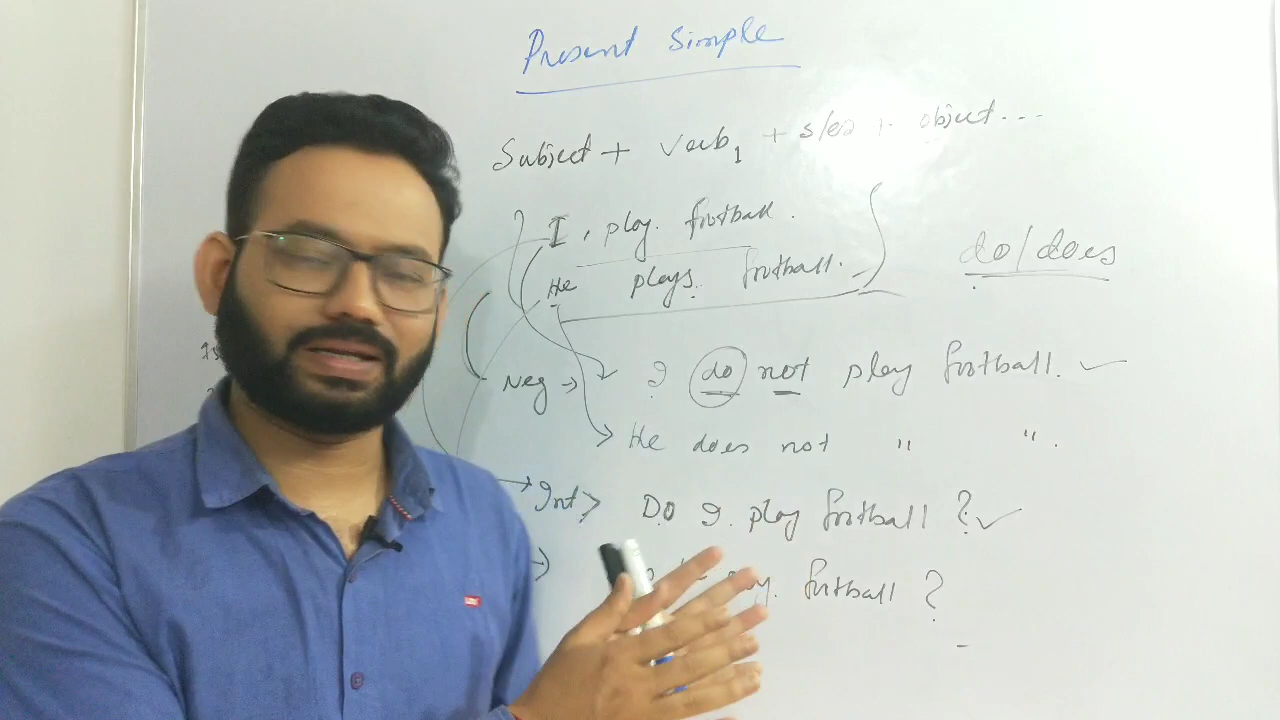 Present Simple
Subject + Verb1 + s/es + object...
I play football.
He plays football.
do/does
Neg → I do not play football. ✓
He does not " ".
→ Int> Do I play football? ✓
play. football?